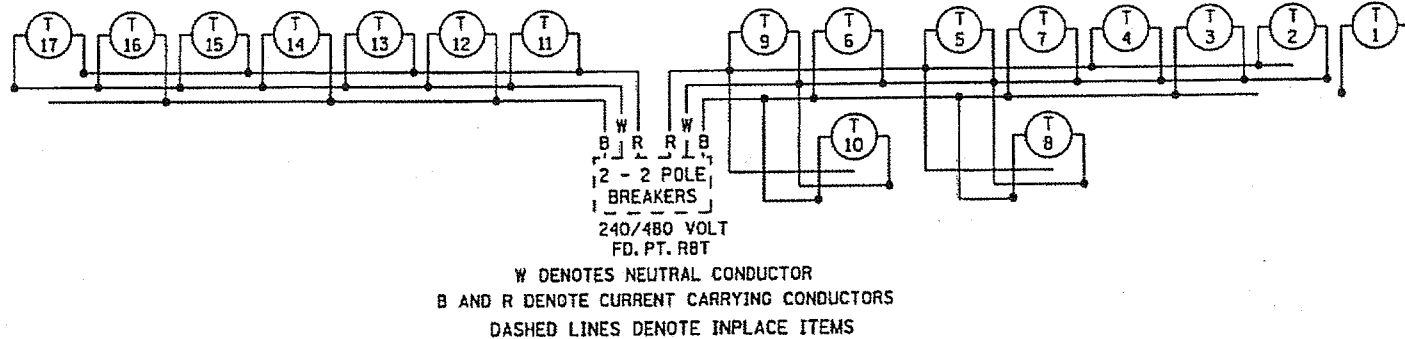 T T T T T T T T T T T T T T T
17 16 15 14 13 12 11 9 6 5 7 4 3 2 1
T T
10 8
B W R R W B
2 - 2 POLE
BREAKERS
240/480 VOLT
FD. PT. RBT
W DENOTES NEUTRAL CONDUCTOR
B AND R DENOTE CURRENT CARRYING CONDUCTORS
DASHED LINES DENOTE INPLACE ITEMS